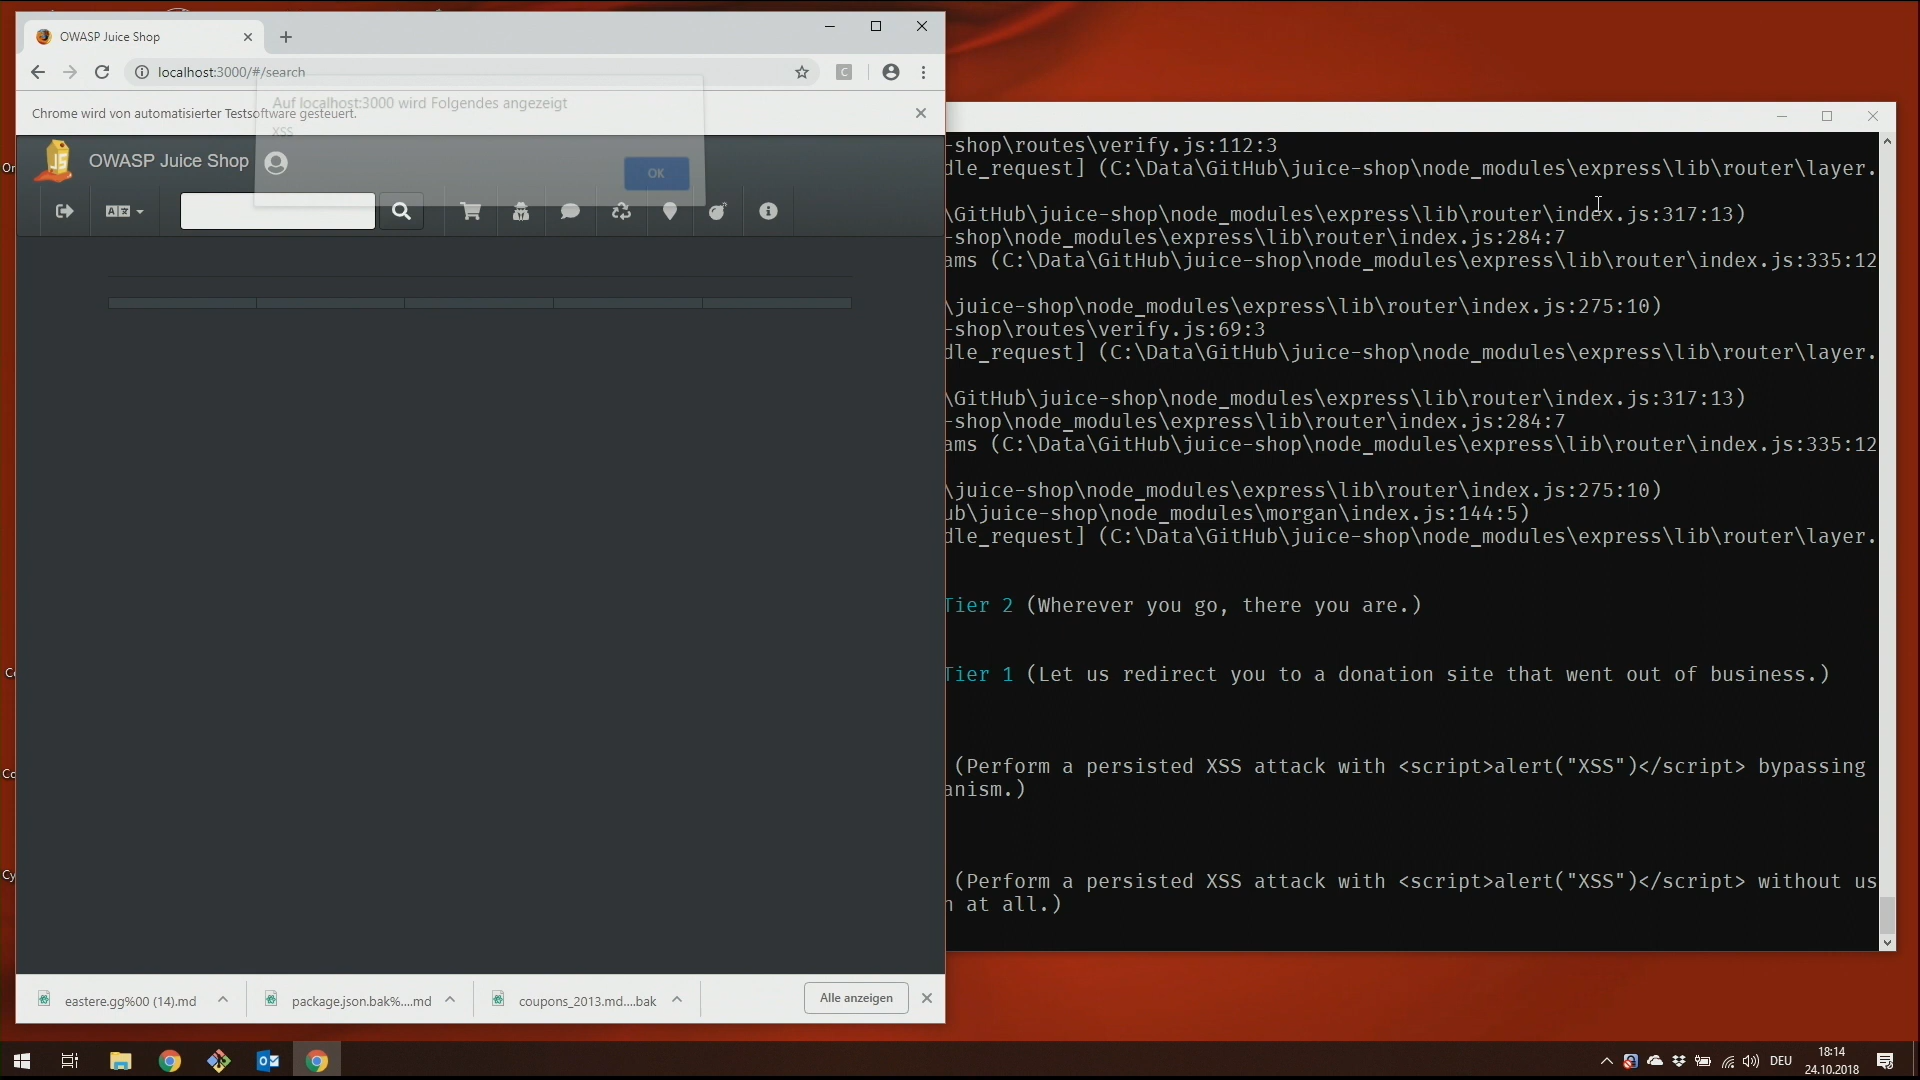 OWASP Juice Shop
localhost:3000/#/search
Auf localhost:3000 wird Folgendes angezeigt
Chrome wird von automatisierter Testsoftware gesteuert.
XSS
OK
OWASP Juice Shop
-shop\routes\verify.js:112:3
dle_request] (C:\Data\GitHub\juice-shop\node_modules\express\lib\router\layer.
\GitHub\juice-shop\node_modules\express\lib\router\index.js:317:13)
-shop\node_modules\express\lib\router\index.js:284:7
ams (C:\Data\GitHub\juice-shop\node_modules\express\lib\router\index.js:335:12
\juice-shop\node_modules\express\lib\router\index.js:275:10)
-shop\routes\verify.js:69:3
dle_request] (C:\Data\GitHub\juice-shop\node_modules\express\lib\router\layer.
\GitHub\juice-shop\node_modules\express\lib\router\index.js:317:13)
-shop\node_modules\express\lib\router\index.js:284:7
ams (C:\Data\GitHub\juice-shop\node_modules\express\lib\router\index.js:335:12
\juice-shop\node_modules\express\lib\router\index.js:275:10)
ub\juice-shop\node_modules\morgan\index.js:144:5)
dle_request] (C:\Data\GitHub\juice-shop\node_modules\express\lib\router\layer.
Tier 2 (Wherever you go, there you are.)
Tier 1 (Let us redirect you to a donation site that went out of business.)
(Perform a persisted XSS attack with <script>alert("XSS")</script> bypassing
anism.)
(Perform a persisted XSS attack with <script>alert("XSS")</script> without us
n at all.)
eastere.gg%00 (14).md
package.json.bak%....md
coupons_2013.md....bak
Alle anzeigen
DEU
18:14
24.10.2018